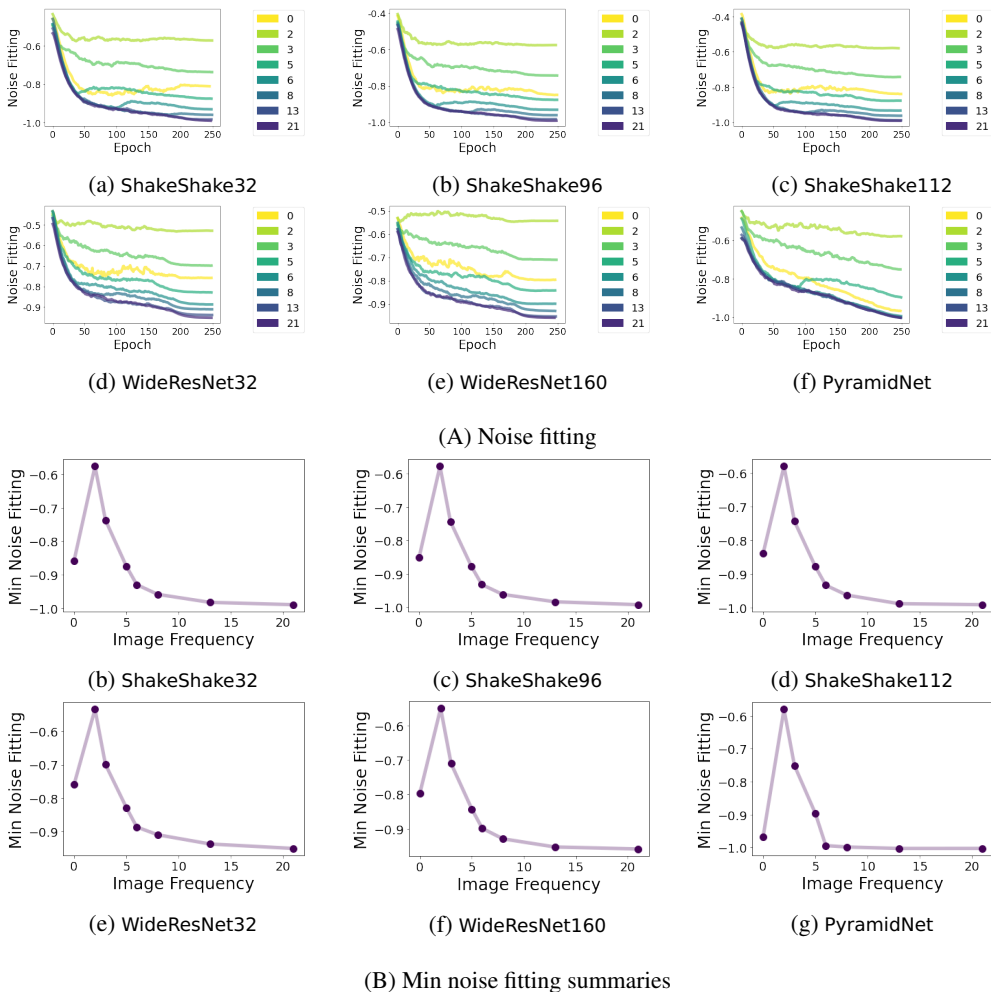 Noise Fitting
-0.6
-0.8
-1.0
0 50 100 150 200 250
Epoch
0
2
3
5
6
8
13
21
(a) ShakeShake32
Noise Fitting
-0.4
-0.6
-0.8
-1.0
0 50 100 150 200 250
Epoch
0
2
3
5
6
8
13
21
(b) ShakeShake96
Noise Fitting
-0.4
-0.6
-0.8
-1.0
0 50 100 150 200 250
Epoch
0
2
3
5
6
8
13
21
(c) ShakeShake112
Noise Fitting
-0.5
-0.6
-0.7
-0.8
-0.9
0 50 100 150 200 250
Epoch
0
2
3
5
6
8
13
21
(d) WideResNet32
Noise Fitting
-0.5
-0.6
-0.7
-0.8
-0.9
0 50 100 150 200 250
Epoch
0
2
3
5
6
8
13
21
(e) WideResNet160
Noise Fitting
-0.6
-0.8
-1.0
0 50 100 150 200 250
Epoch
0
2
3
5
6
8
13
21
(f) PyramidNet
(A) Noise fitting
Min Noise Fitting
−0.6
−0.7
−0.8
−0.9
−1.0
0 5 10 15 20
Image Frequency
(b) ShakeShake32
Min Noise Fitting
−0.6
−0.7
−0.8
−0.9
−1.0
0 5 10 15 20
Image Frequency
(c) ShakeShake96
Min Noise Fitting
−0.6
−0.7
−0.8
−0.9
−1.0
0 5 10 15 20
Image Frequency
(d) ShakeShake112
Min Noise Fitting
−0.6
−0.7
−0.8
−0.9
0 5 10 15 20
Image Frequency
(e) WideResNet32
Min Noise Fitting
−0.6
−0.7
−0.8
−0.9
0 5 10 15 20
Image Frequency
(f) WideResNet160
Min Noise Fitting
−0.6
−0.7
−0.8
−0.9
−1.0
0 5 10 15 20
Image Frequency
(g) PyramidNet
(B) Min noise fitting summaries